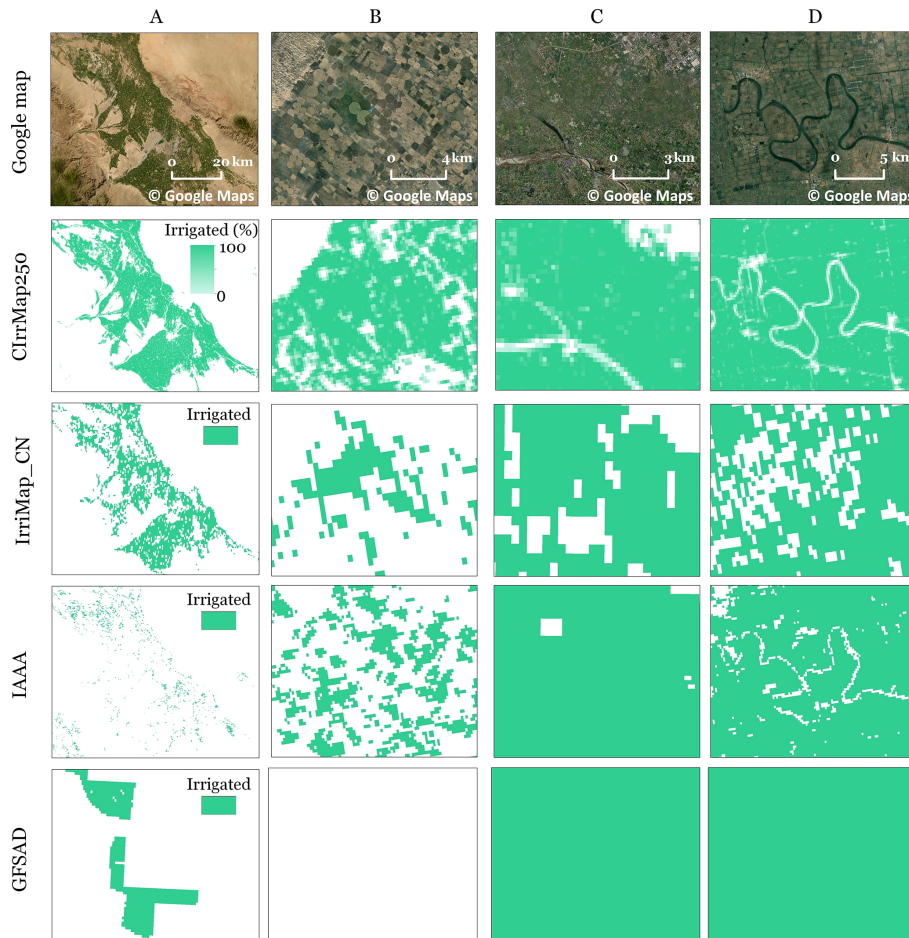 A B C D
Google map
0 20 km
© Google Maps
0 4 km
© Google Maps
0 3 km
© Google Maps
0 5 km
© Google Maps
CIrrMap250
Irrigated (%)
100
0
IrriMap_CN
Irrigated
IAAA
Irrigated
GFSAD
Irrigated